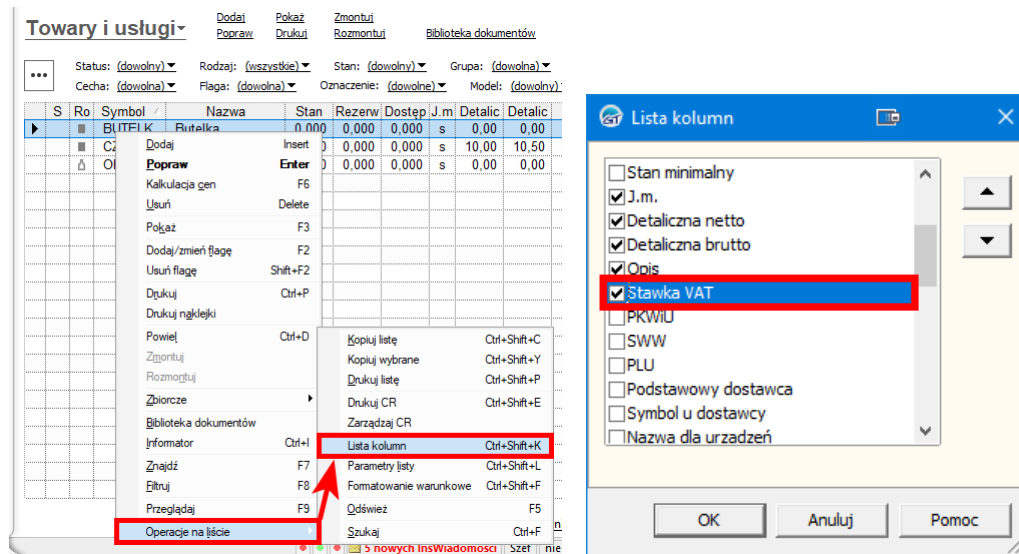 Towary i usługi
Dodaj Pokaż Zmontuj
Popraw Drukuj Rozmontuj Biblioteka dokumentów
Status: (dowolny) Rodzaj: (wszystkie) Stan: (dowolny) Grupa: (dowolna)
Cecha: (dowolna) Flaga: (dowolna) Oznaczenie: (dowolne) Model: (dowolny)
S Ro Symbol Nazwa Stan Rezerw Dostęp J.m Detalic Detalic
BUTELK Butelka 0,000 0,000 0,000 s 0,00 0,00
0,000 0,000 s 10,00 10,50
0,000 0,000 s 0,00 0,00
Dodaj Insert
Popraw Enter
Kalkulacja cen F6
Usuń Delete
Pokaż F3
Dodaj/zmień flagę F2
Usuń flagę Shift+F2
Drukuj Ctrl+P
Drukuj naklejki
Powiel Ctrl+D
Zmontuj
Rozmontuj
Zbiorcze
Biblioteka dokumentów
Informator Ctrl+I
Znajdź F7
Filtruj F8
Przeglądaj F9
Operacje na liście
Kopiuj listę Ctrl+Shift+C
Kopiuj wybrane Ctrl+Shift+Y
Drukuj listę Ctrl+Shift+P
Drukuj CR Ctrl+Shift+E
Zarządzaj CR
Lista kolumn Ctrl+Shift+K
Parametry listy Ctrl+Shift+L
Formatowanie warunkowe Ctrl+Shift+F
Odśwież F5
Szukaj Ctrl+F
5 nowych InsWiadomości Szef
Lista kolumn
Stan minimalny
J.m.
Detaliczna netto
Detaliczna brutto
Opis
Stawka VAT
PKWiU
SWW
PLU
Podstawowy dostawca
Symbol u dostawcy
Nazwa dla urządzeń
OK Anuluj Pomoc